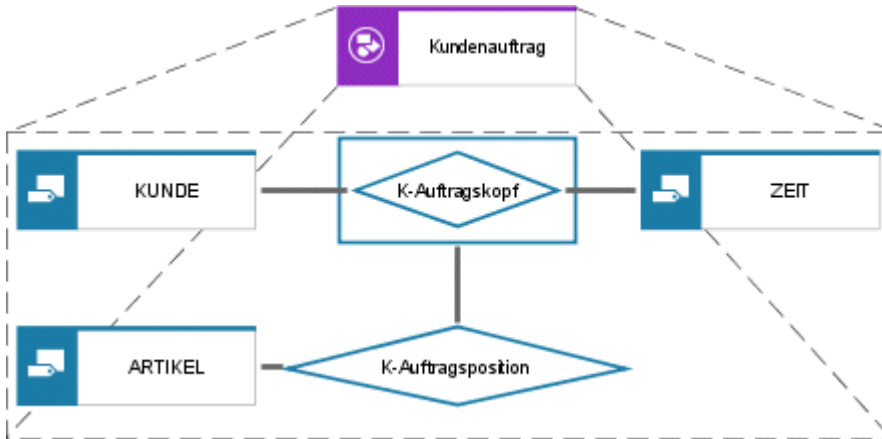 Kundenauftrag
KUNDE
K-Auftragskopf
ZEIT
ARTIKEL
K-Auftragsposition